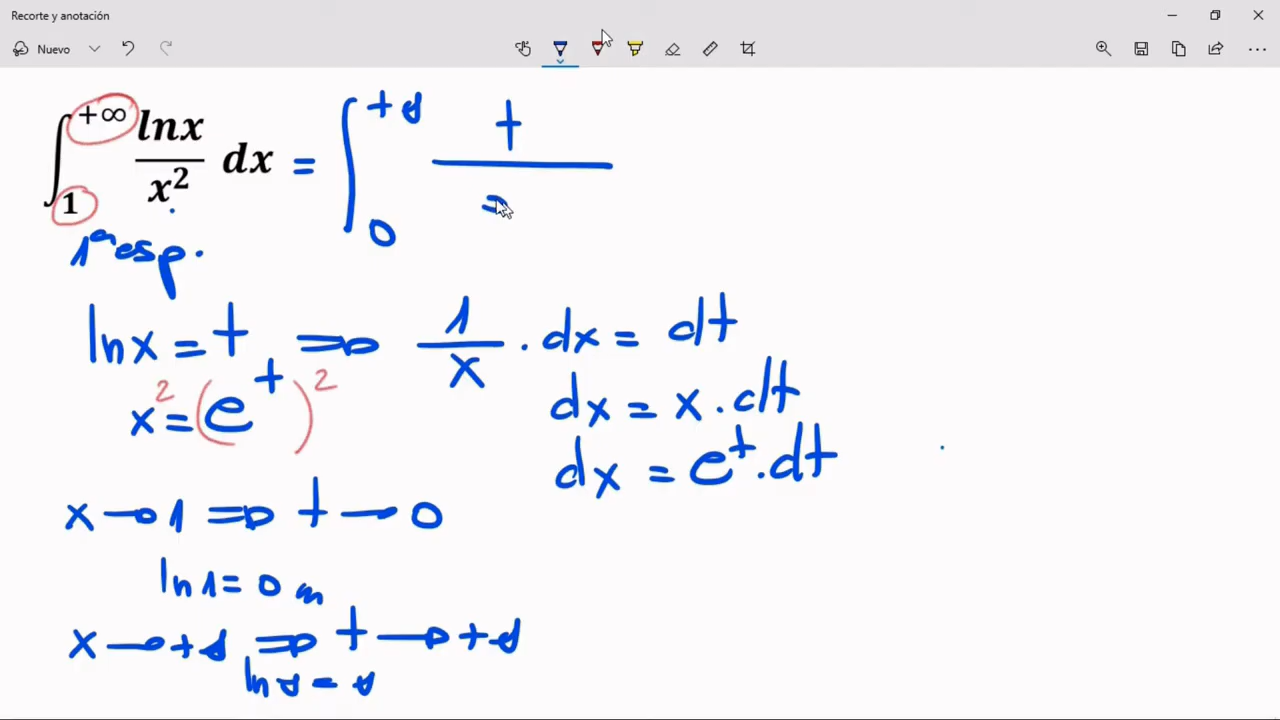 Recorte y anotación
Nuevo
∫₁^{+∞} lnx/x² dx = ∫₀^{+∞} t/
1ª esp.
lnx = t ⇒ 1/x · dx = dt
x² = (e^t)²
dx = x · dt
dx = e^t · dt
x → 1 ⇒ t → 0
ln 1 = 0
x → +∞ ⇒ t → +∞
ln ∞ = ∞